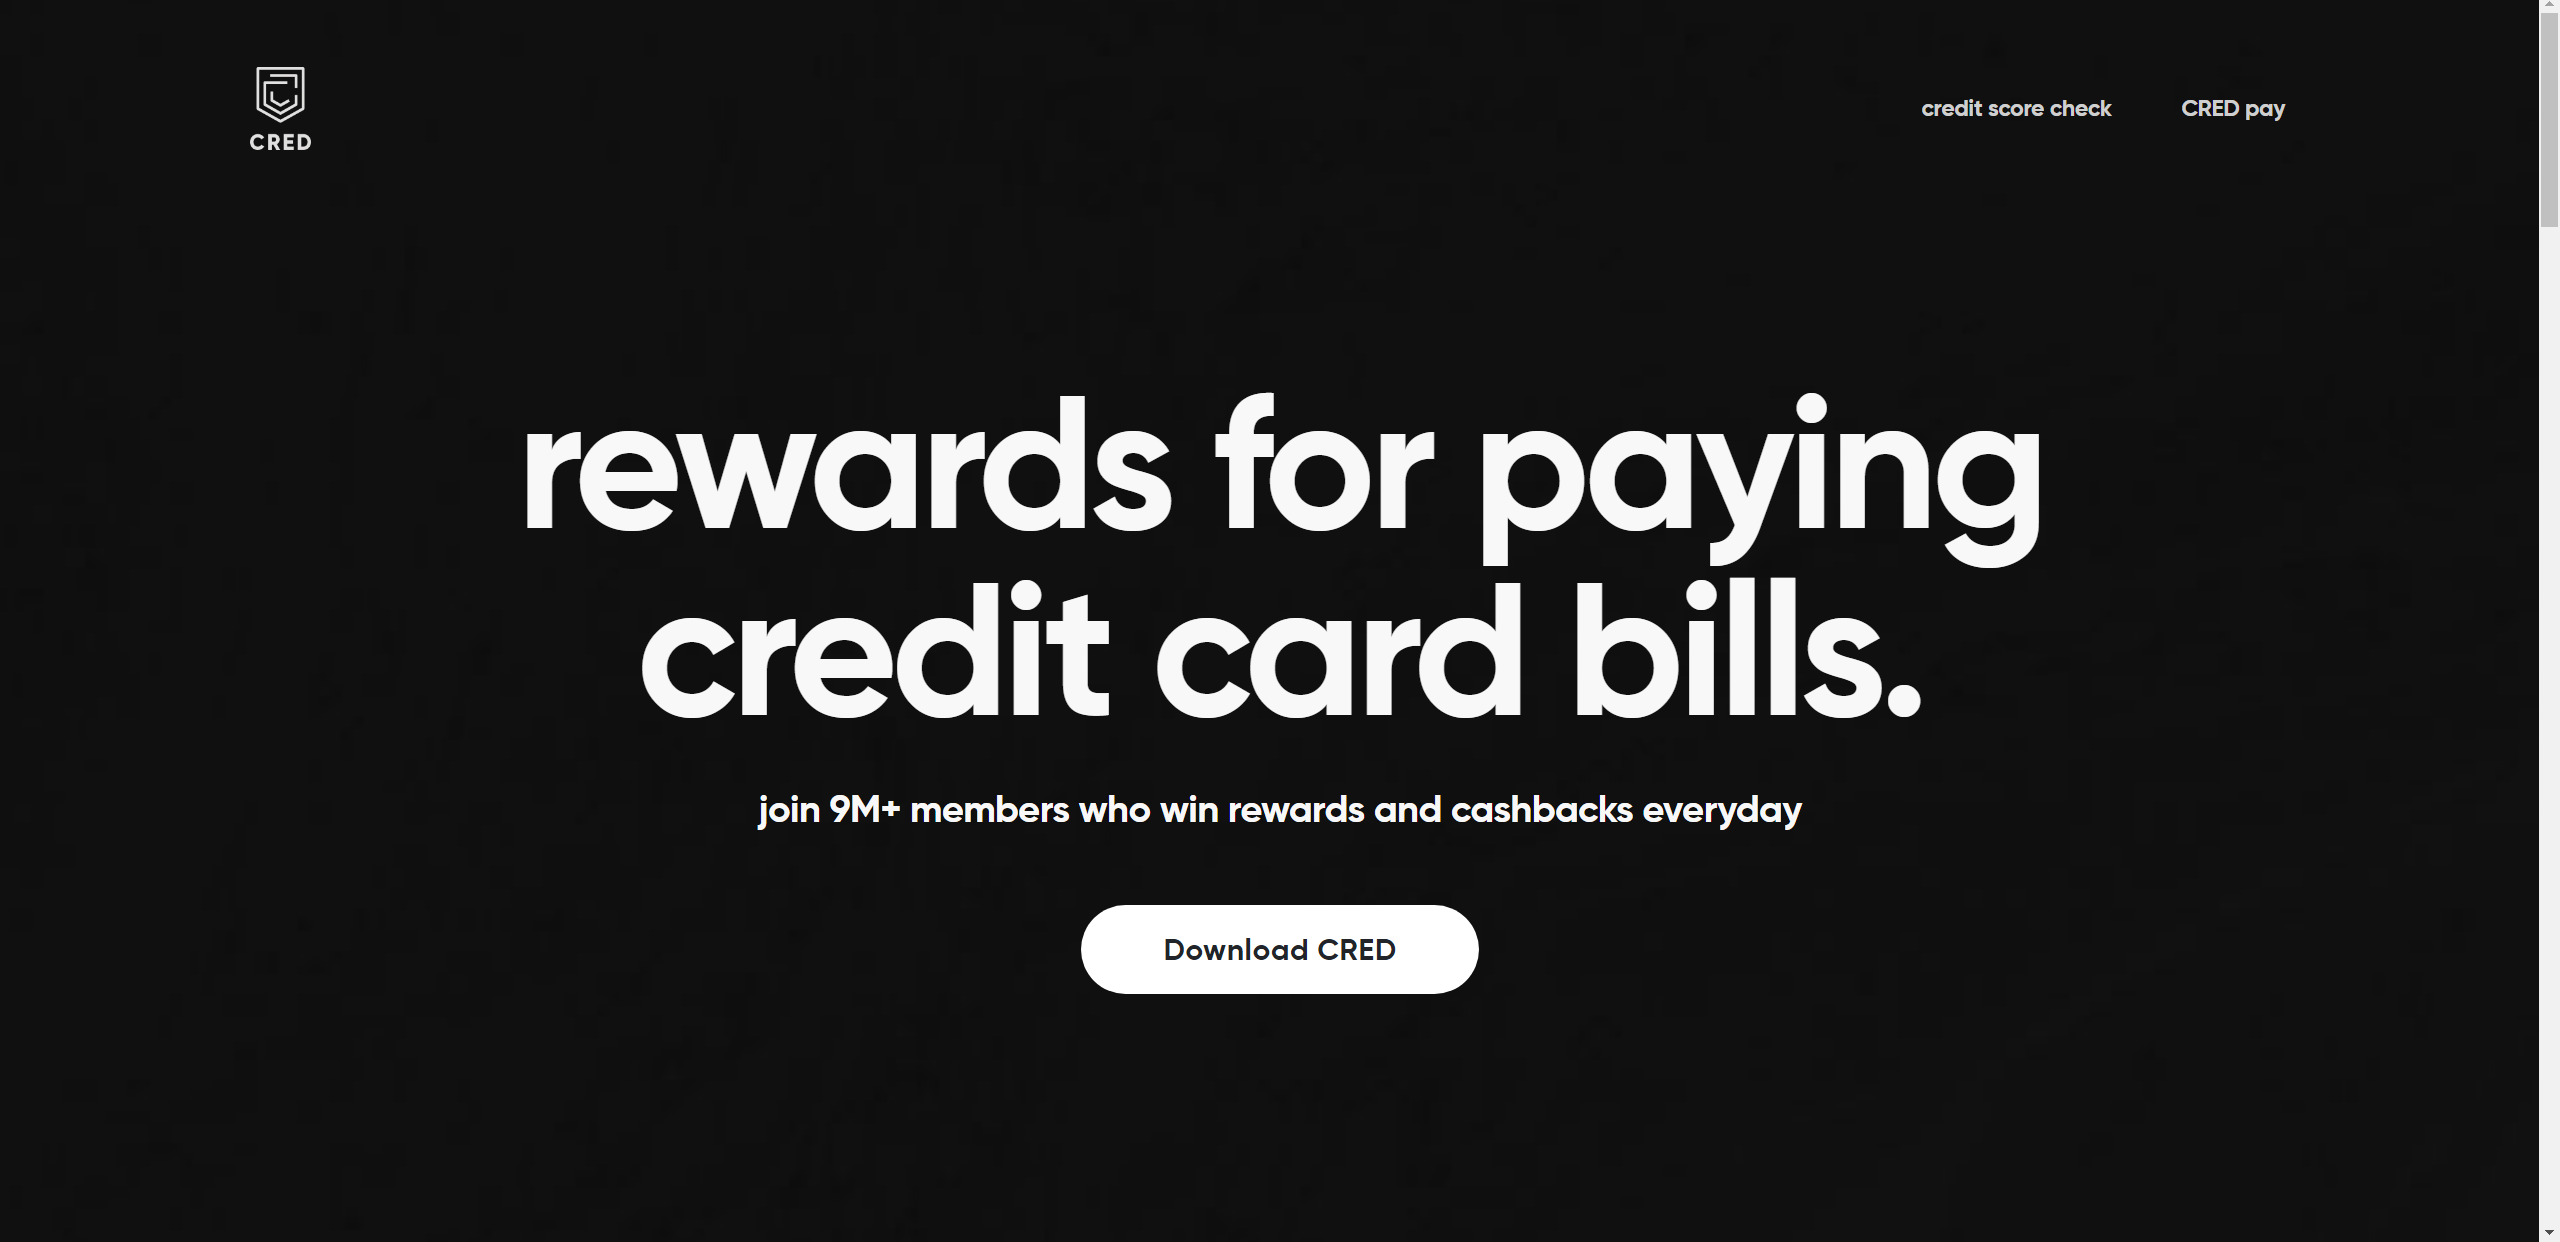 CRED
credit score check
CRED pay
rewards for paying
credit card bills.
join 9M+ members who win rewards and cashbacks everyday
Download CRED